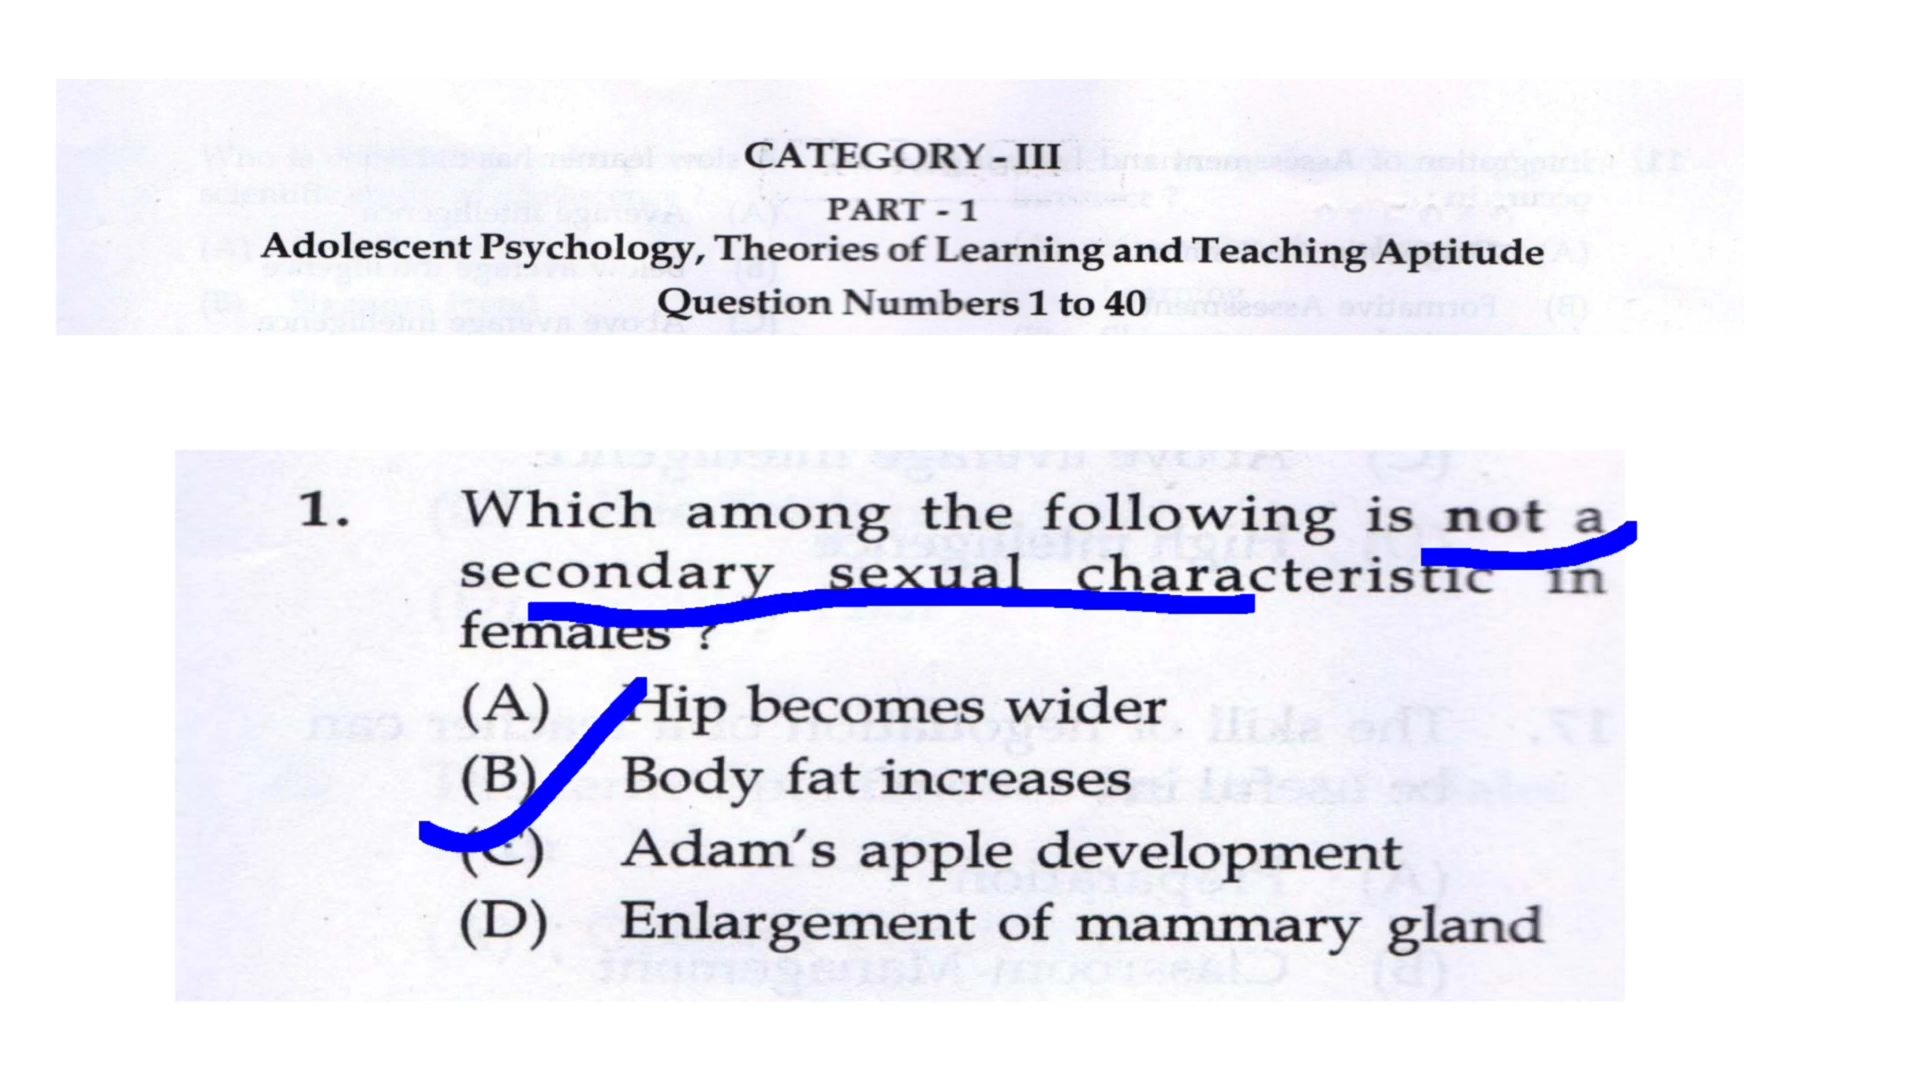 CATEGORY - III
PART - 1
Adolescent Psychology, Theories of Learning and Teaching Aptitude
Question Numbers 1 to 40
1. Which among the following is not a
secondary sexual characteristic in
females ?
(A) Hip becomes wider
(B) Body fat increases
(C) Adam's apple development
(D) Enlargement of mammary gland